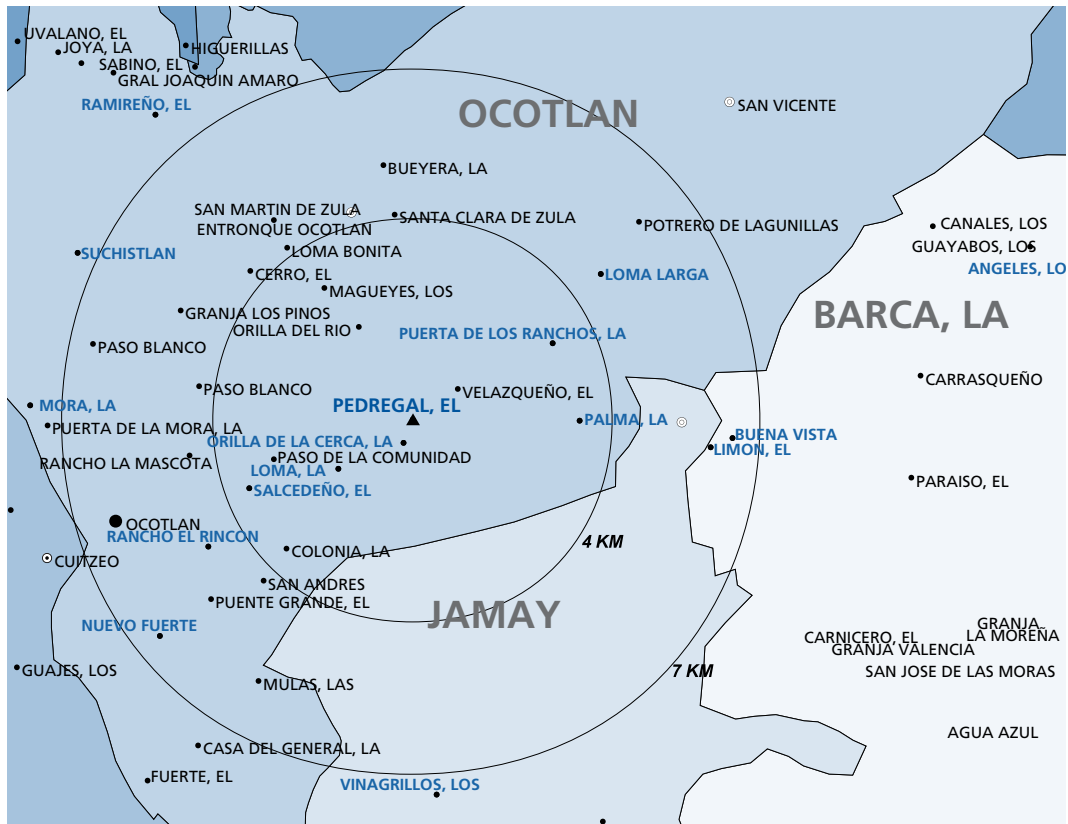 UVALANO, EL
JOYA, LA
HIGUERILLAS
SABINO, EL
GRAL JOAQUIN AMARO
RAMIREÑO, EL
OCOTLAN
SAN VICENTE
BUEYERA, LA
SAN MARTIN DE ZULA
SANTA CLARA DE ZULA
ENTRONQUE OCOTLAN
POTRERO DE LAGUNILLAS
CANALES, LOS
GUAYABOS, LOS
SUCHISTLAN
LOMA BONITA
ANGELES, LO
CERRO, EL
LOMA LARGA
MAGUEYES, LOS
GRANJA LOS PINOS
BARCA, LA
ORILLA DEL RIO
PUERTA DE LOS RANCHOS, LA
PASO BLANCO
CARRASQUEÑO
PASO BLANCO
VELAZQUEÑO, EL
MORA, LA
PEDREGAL, EL
PALMA, LA
PUERTA DE LA MORA, LA
BUENA VISTA
ORILLA DE LA CERCA, LA
LIMON, EL
RANCHO LA MASCOTA
PASO DE LA COMUNIDAD
LOMA, LA
PARAISO, EL
SALCEDEÑO, EL
OCOTLAN
RANCHO EL RINCON
4 KM
COLONIA, LA
CUITZEO
SAN ANDRES
PUENTE GRANDE, EL
JAMAY
NUEVO FUERTE
GRANJA
LA MOREÑA
CARNICERO, EL
GRANJA VALENCIA
GUAJES, LOS
7 KM
SAN JOSE DE LAS MORAS
MULAS, LAS
AGUA AZUL
CASA DEL GENERAL, LA
FUERTE, EL
VINAGRILLOS, LOS